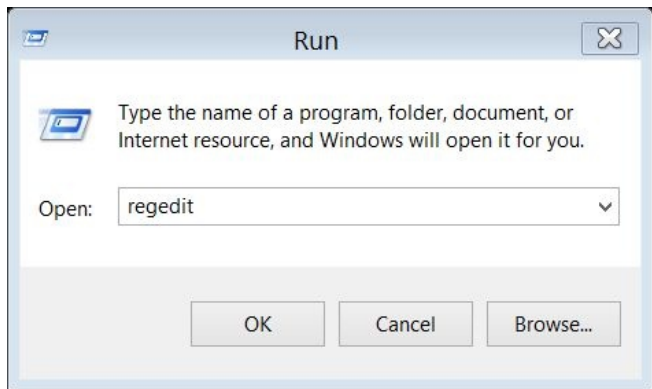 Run
Type the name of a program, folder, document, or
Internet resource, and Windows will open it for you.
Open: regedit
OK Cancel Browse...